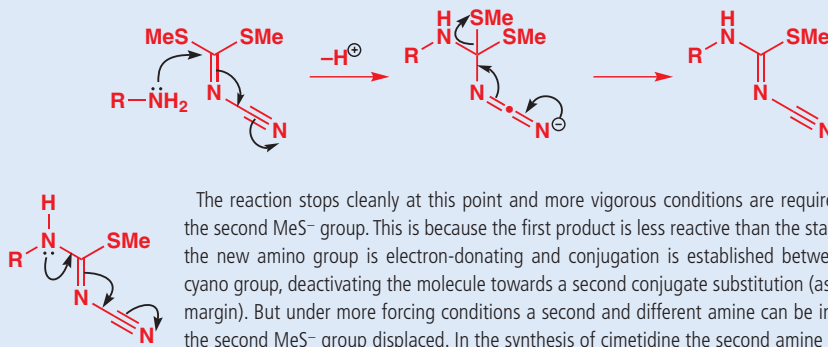 MeS SMe
R NH₂ N N
–H⊕
H SMe
R N SMe
N N ⊖
H
R N SMe
N N
H
R N SMe
N N
The reaction stops cleanly at this point and more vigorous conditions are require
the second MeS⁻ group. This is because the first product is less reactive than the sta
the new amino group is electron-donating and conjugation is established betwe
cyano group, deactivating the molecule towards a second conjugate substitution (as
margin). But under more forcing conditions a second and different amine can be in
the second MeS⁻ group displaced. In the synthesis of cimetidine the second amine